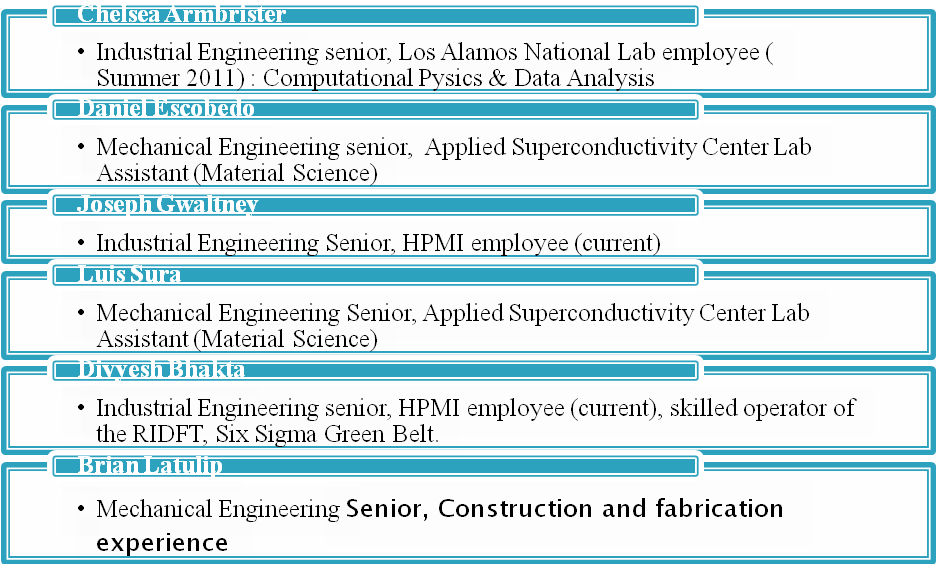 Chelsea Armbrister
• Industrial Engineering senior, Los Alamos National Lab employee (
Summer 2011) : Computational Pysics & Data Analysis
Daniel Escobedo
• Mechanical Engineering senior,  Applied Superconductivity Center Lab
Assistant (Material Science)
Joseph Gwaltney
• Industrial Engineering Senior, HPMI employee (current)
Luis Sura
• Mechanical Engineering Senior, Applied Superconductivity Center Lab
Assistant (Material Science)
Divyesh Bhakta
• Industrial Engineering senior, HPMI employee (current), skilled operator of
the RIDFT, Six Sigma Green Belt.
Brian Latulip
• Mechanical Engineering Senior, Construction and fabrication
experience